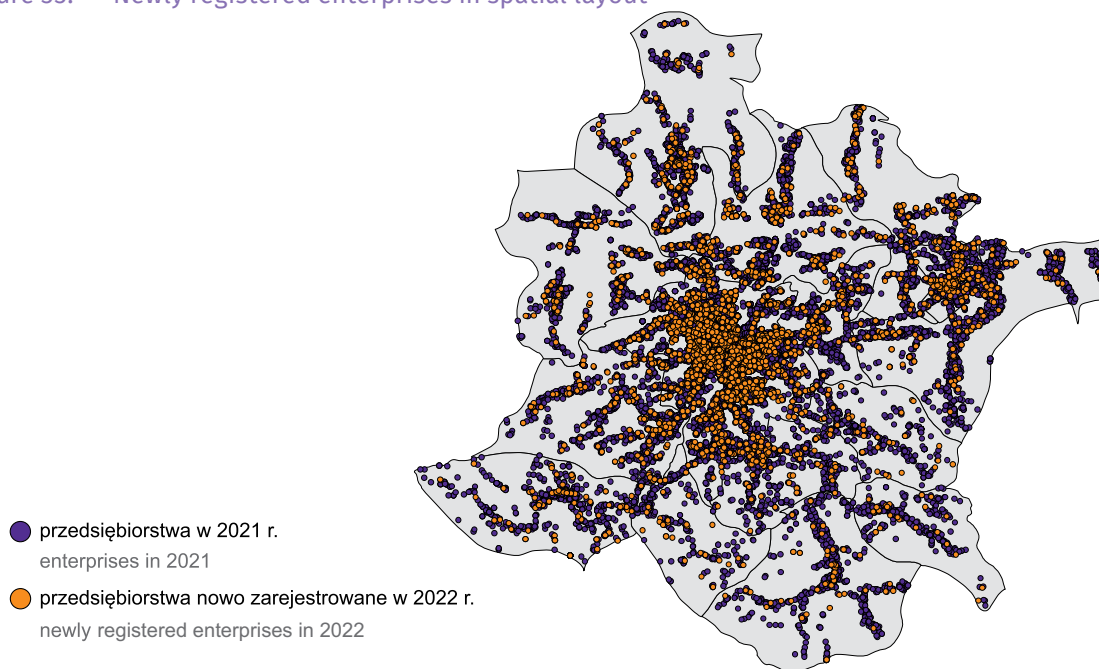 Newly registered enterprises in spatial layout
przedsiębiorstwa w 2021 r.
enterprises in 2021
przedsiębiorstwa nowo zarejestrowane w 2022 r.
newly registered enterprises in 2022